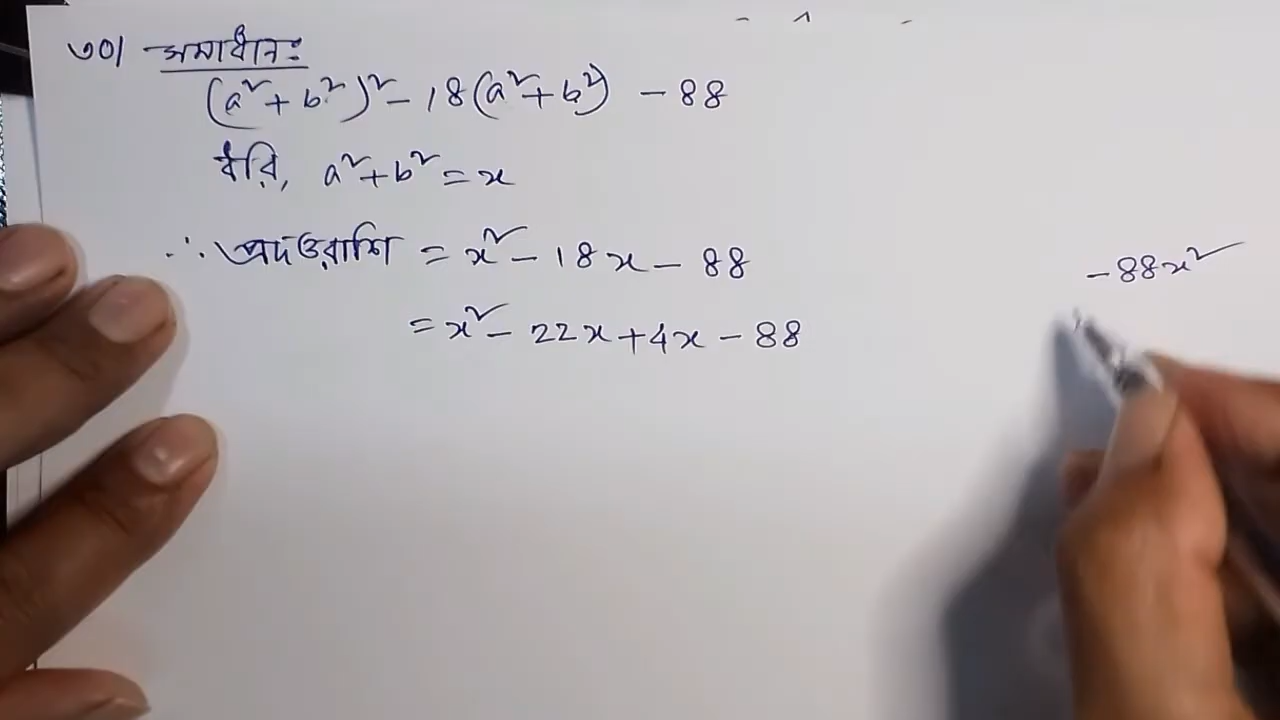 ৩০। সমাধানঃ
(a²+b²)²-18(a²+b²) -88
ধরি, a²+b²=x
∴ প্রদত্তরাশি = x²-18x-88
-88x²
=x²-22x+4x-88